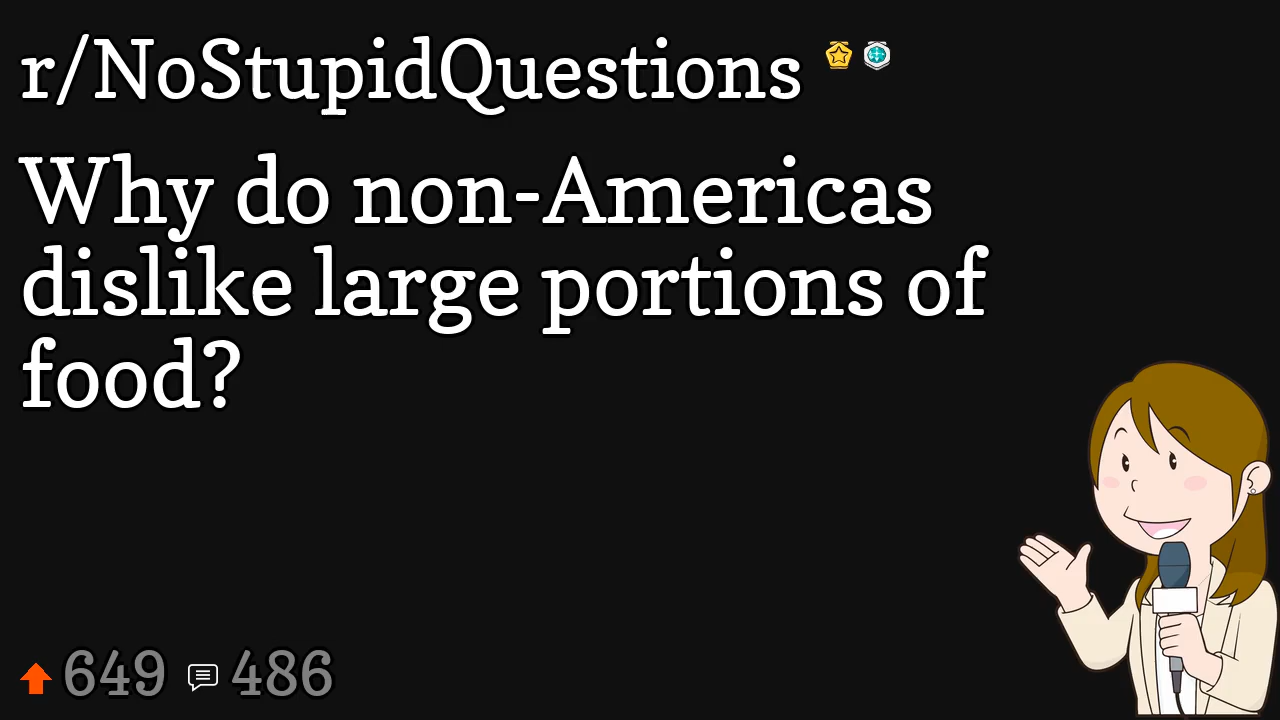 r/NoStupidQuestions
Why do non-Americas
dislike large portions of
food?
649 486